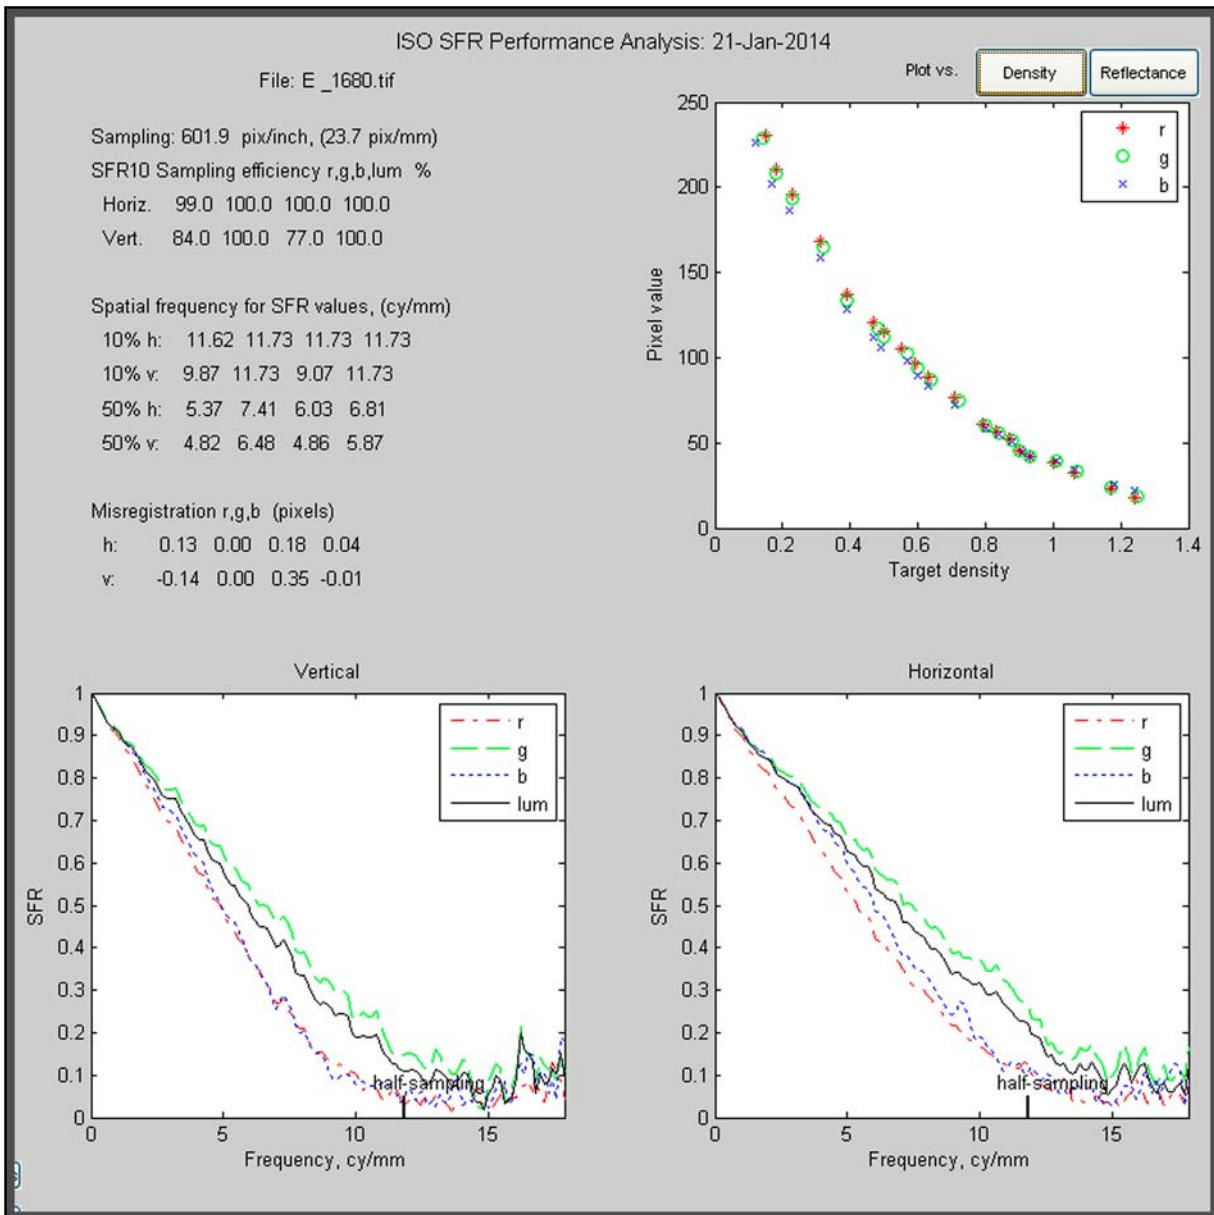 ISO SFR Performance Analysis: 21-Jan-2014
File: E _1680.tif
Plot vs. Density Reflectance
Sampling: 601.9 pix/inch, (23.7 pix/mm)
SFR10 Sampling efficiency r,g,b,lum %
Horiz. 99.0 100.0 100.0 100.0
Vert. 84.0 100.0 77.0 100.0
Spatial frequency for SFR values, (cy/mm)
10% h: 11.62 11.73 11.73 11.73
10% v: 9.87 11.73 9.07 11.73
50% h: 5.37 7.41 6.03 6.81
50% v: 4.82 6.48 4.86 5.87
Misregistration r,g,b (pixels)
h: 0.13 0.00 0.18 0.04
v: -0.14 0.00 0.35 -0.01
250
200
150
100
50
0
Pixel value
r
g
b
0 0.2 0.4 0.6 0.8 1 1.2 1.4
Target density
Vertical
1
0.9
0.8
0.7
0.6
0.5
0.4
0.3
0.2
0.1
0
SFR
r
g
b
lum
half-sampling
0 5 10 15
Frequency, cy/mm
Horizontal
1
0.9
0.8
0.7
0.6
0.5
0.4
0.3
0.2
0.1
0
SFR
r
g
b
lum
half-sampling
0 5 10 15
Frequency, cy/mm